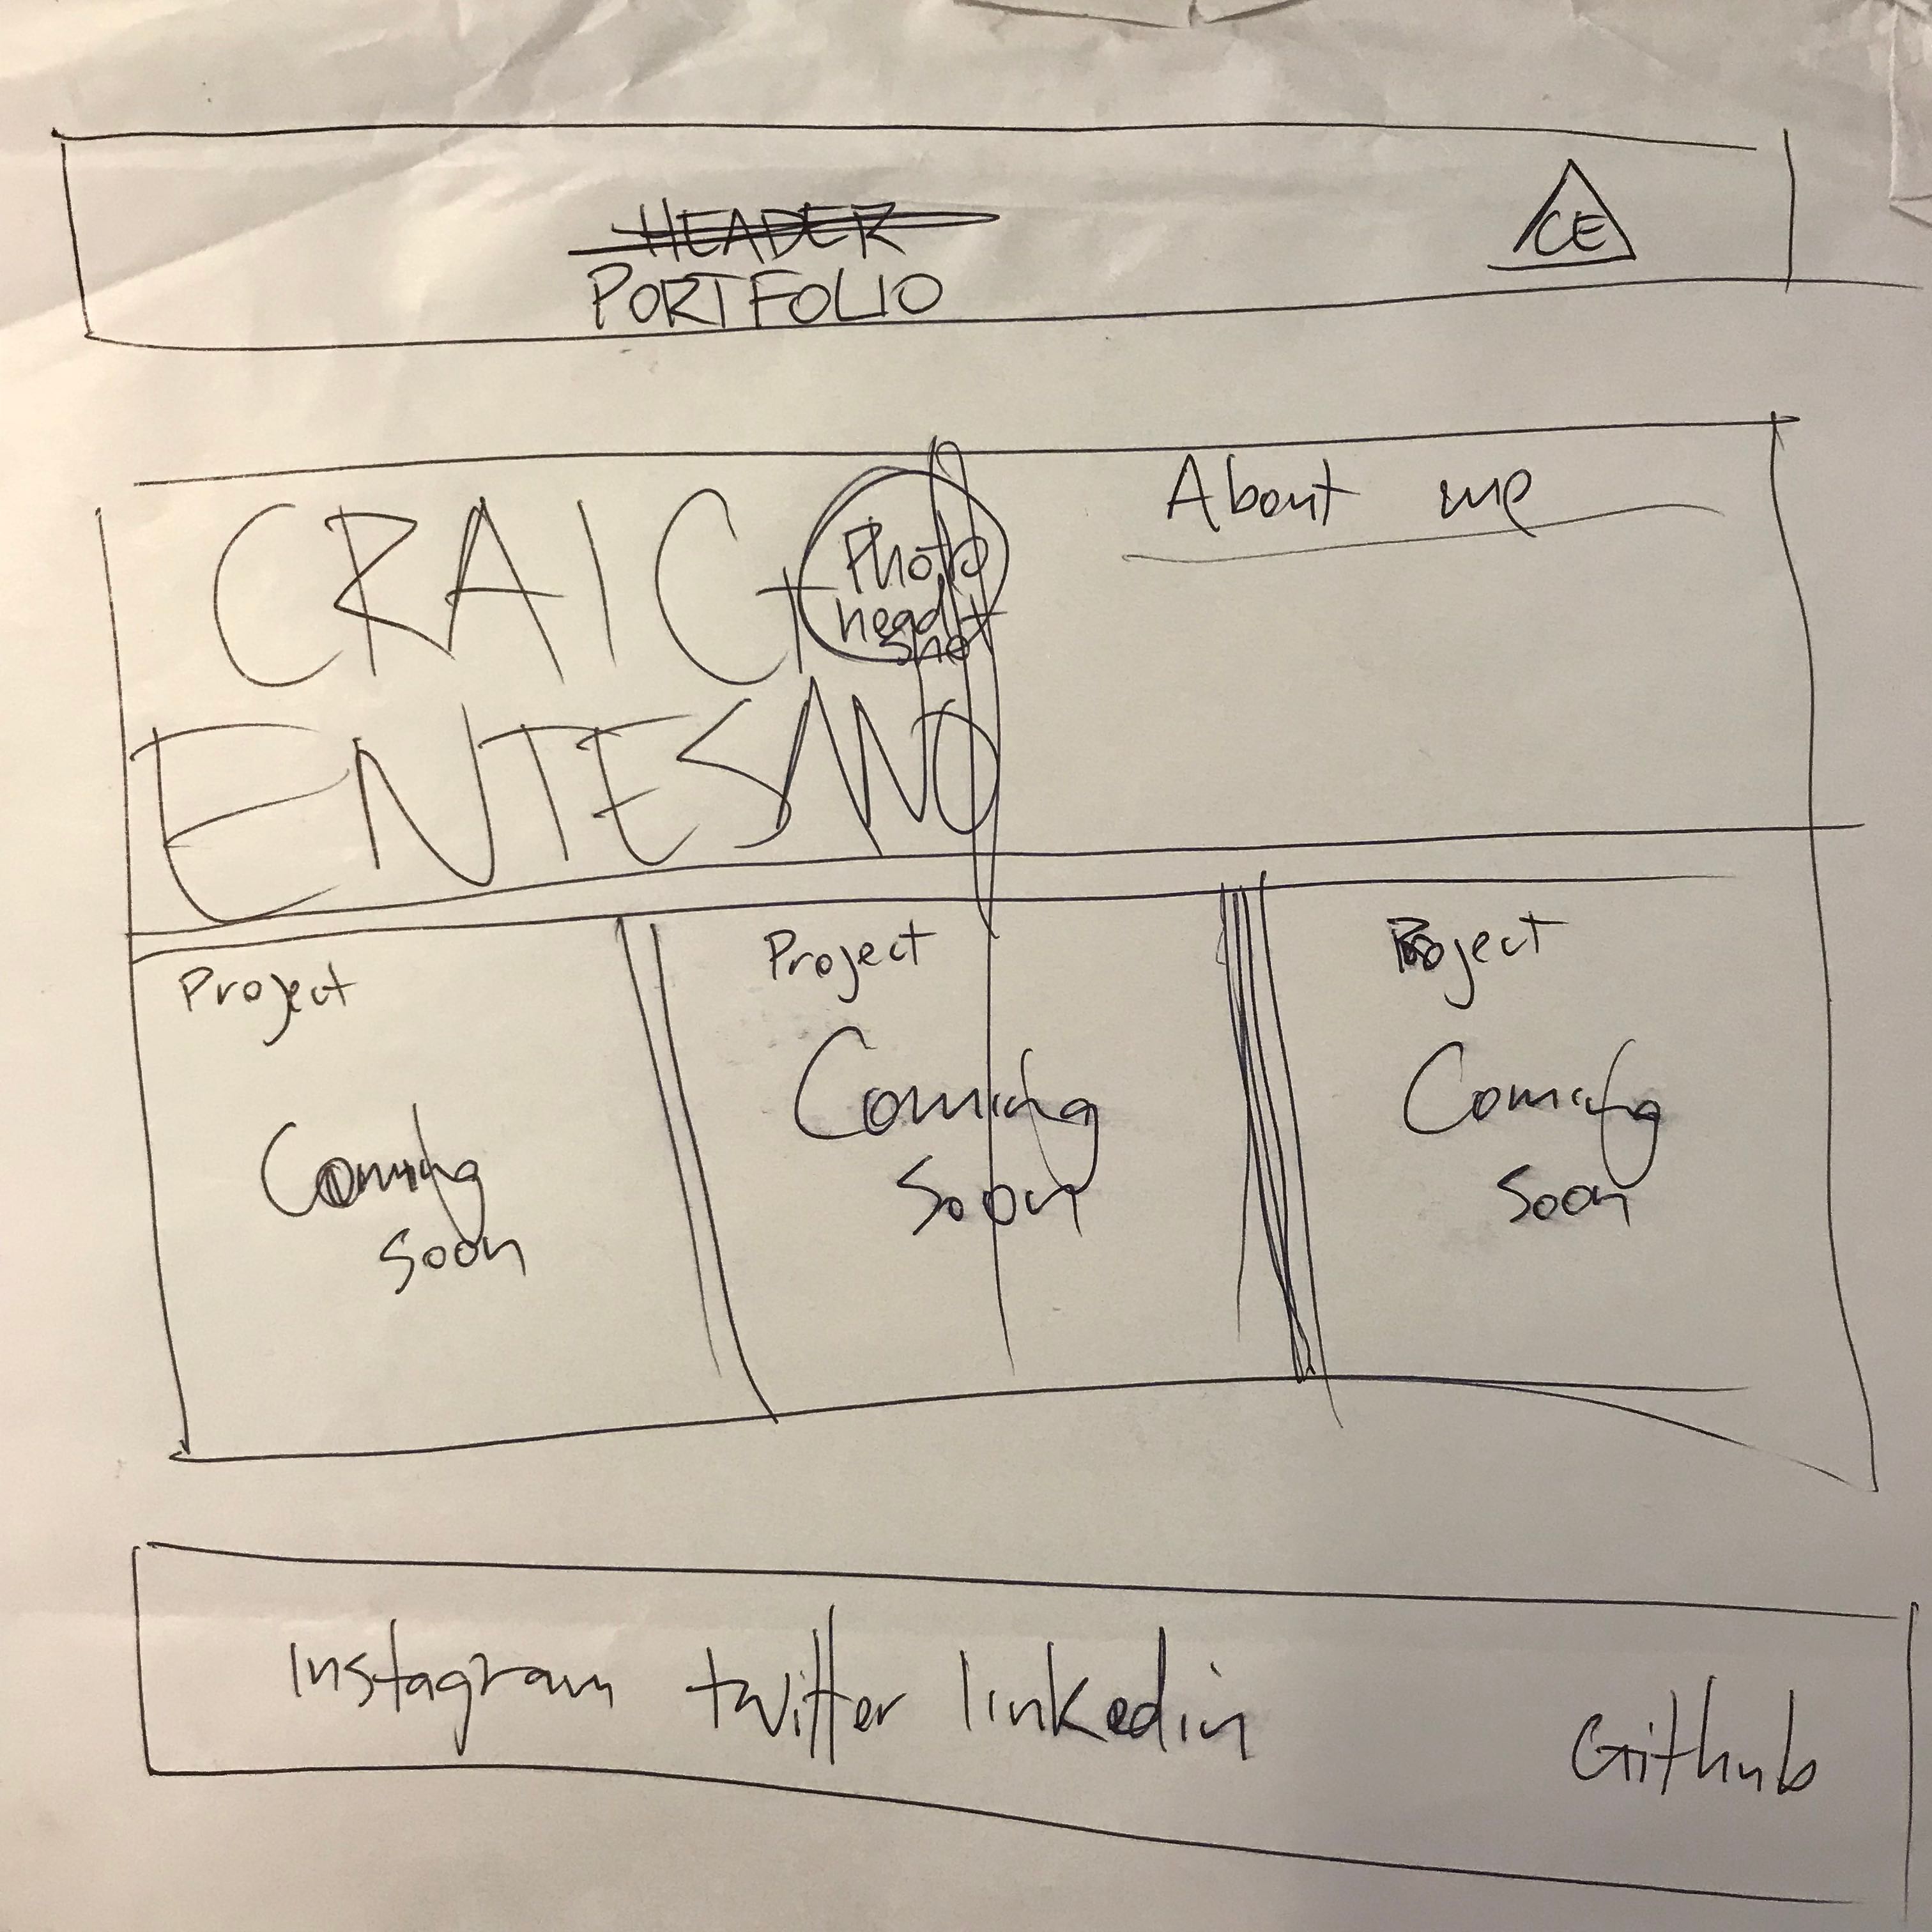 HEADER
PORTFOLIO
CE
CRAIG
Photo
head
shot
ENTESANO
About me
Project
Coming
Soon
Project
Coming
Soon
Project
Coming
Soon
Instagram twitter linkedin Github